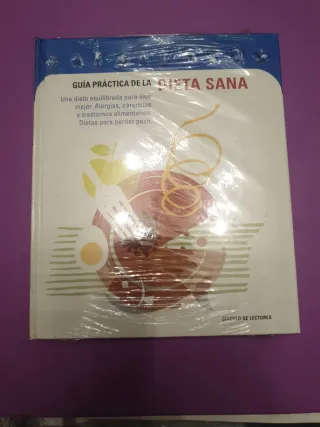 GUÍA PRÁCTICA DE LA DIETA SANA
Una dieta equilibrada para vivir
mejor. Alergias, carencias
y trastornos alimentarios.
Dietas para perder peso.
CÍRCULO DE LECTORES